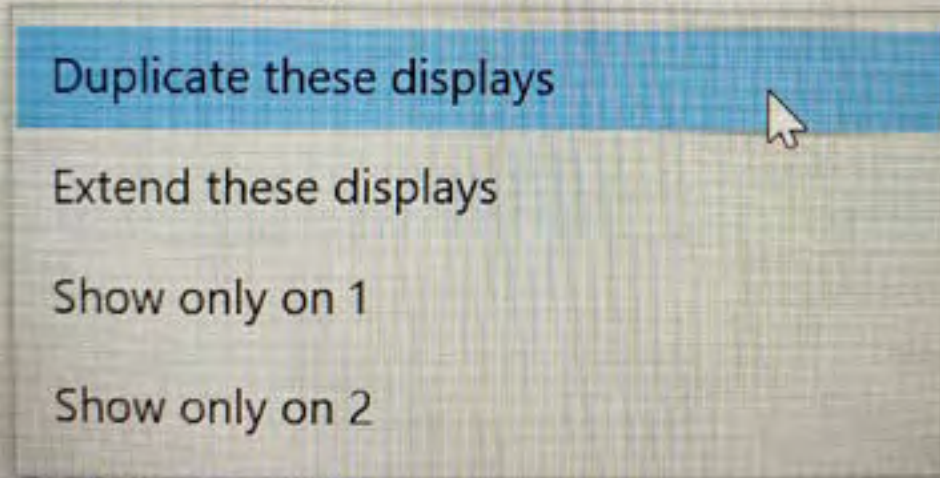 Duplicate these displays
Extend these displays
Show only on 1
Show only on 2